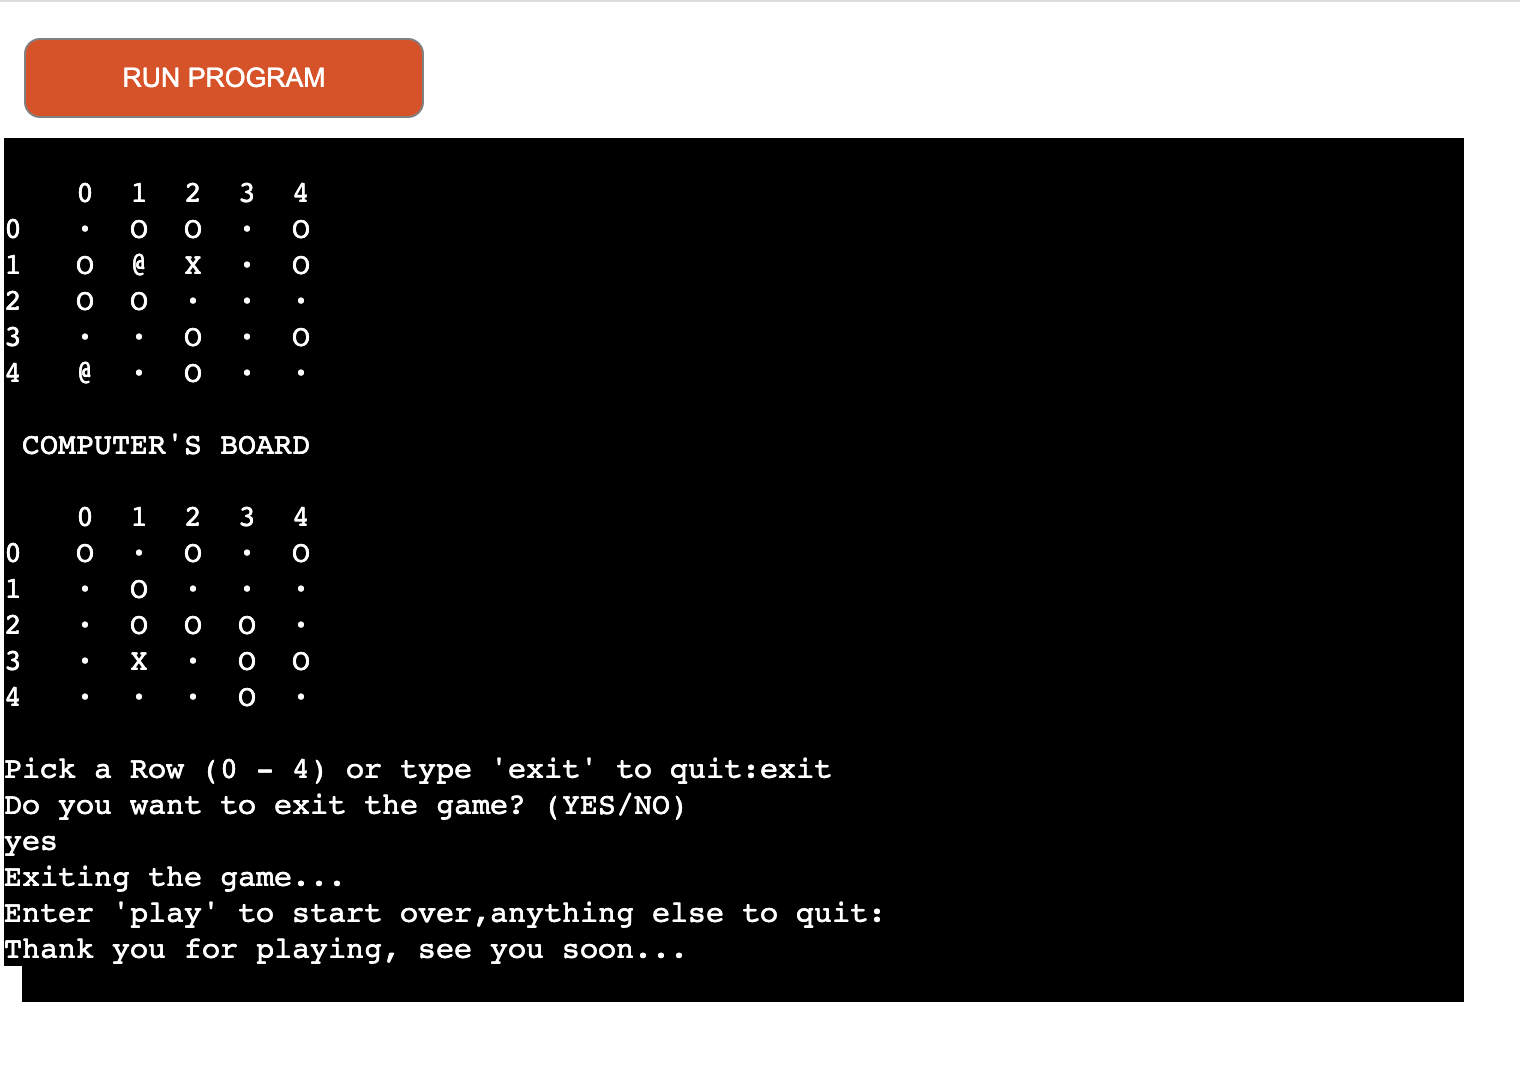 RUN PROGRAM
0 1 2 3 4
0 . O O . O
1 O @ X . O
2 O O . . .
3 . . O . O
4 @ . O . .
COMPUTER'S BOARD
0 1 2 3 4
0 O . O . O
1 . O . . .
2 . O O O .
3 . X . O O
4 . . . O .
Pick a Row (0 - 4) or type 'exit' to quit:exit
Do you want to exit the game? (YES/NO)
yes
Exiting the game...
Enter 'play' to start over,anything else to quit:
Thank you for playing, see you soon...